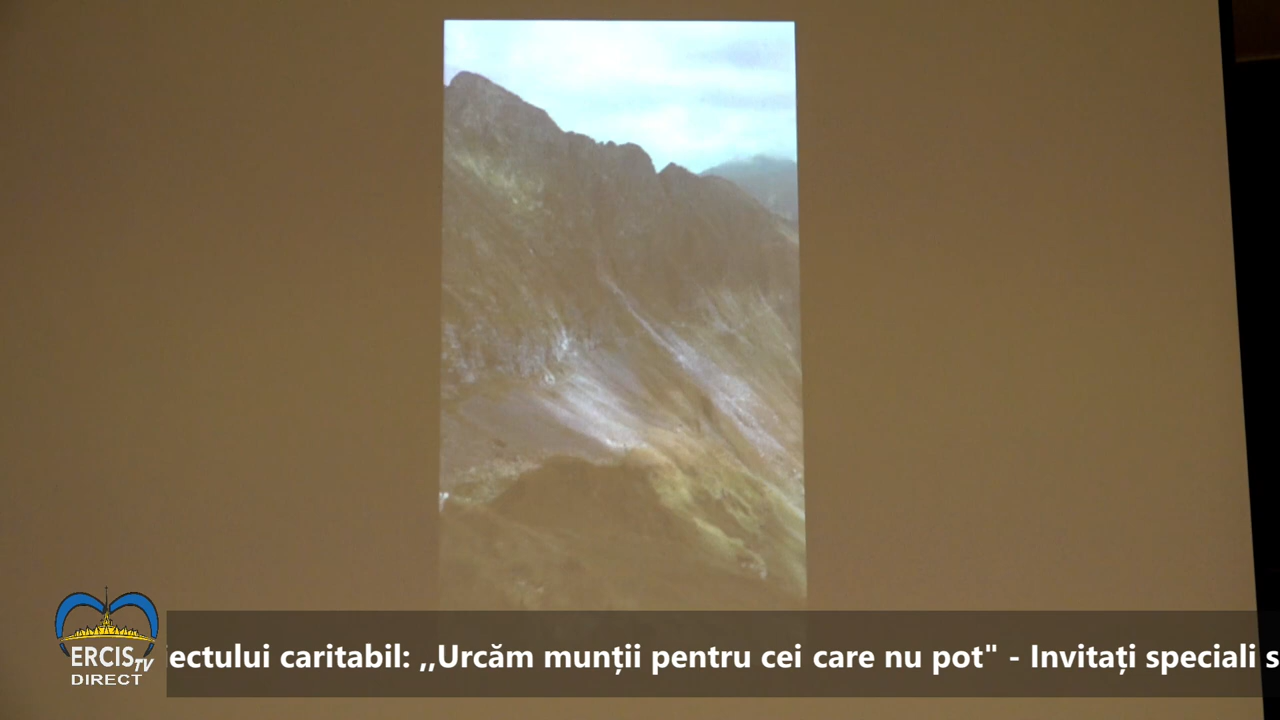 ectului caritabil: ,,Urcăm munții pentru cei care nu pot" - Invitați speciali s
ERCIS TV
DIRECT